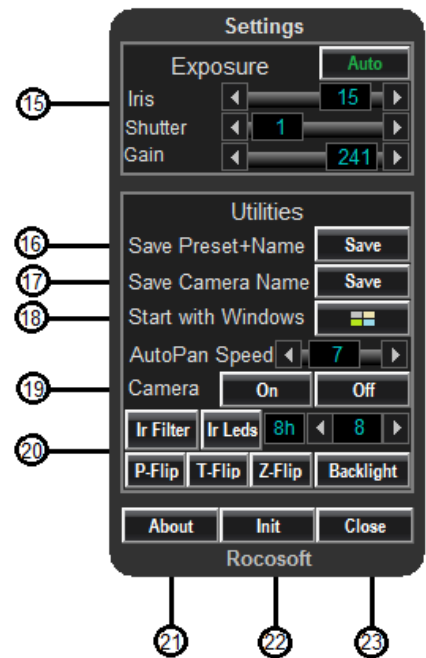 Settings
Exposure Auto
15 Iris 15
Shutter 1
Gain 241
Utilities
16 Save Preset+Name Save
17 Save Camera Name Save
18 Start with Windows
AutoPan Speed 7
19 Camera On Off
20 Ir Filter Ir Leds 8h 8
P-Flip T-Flip Z-Flip Backlight
About Init Close
Rocosoft
21 22 23